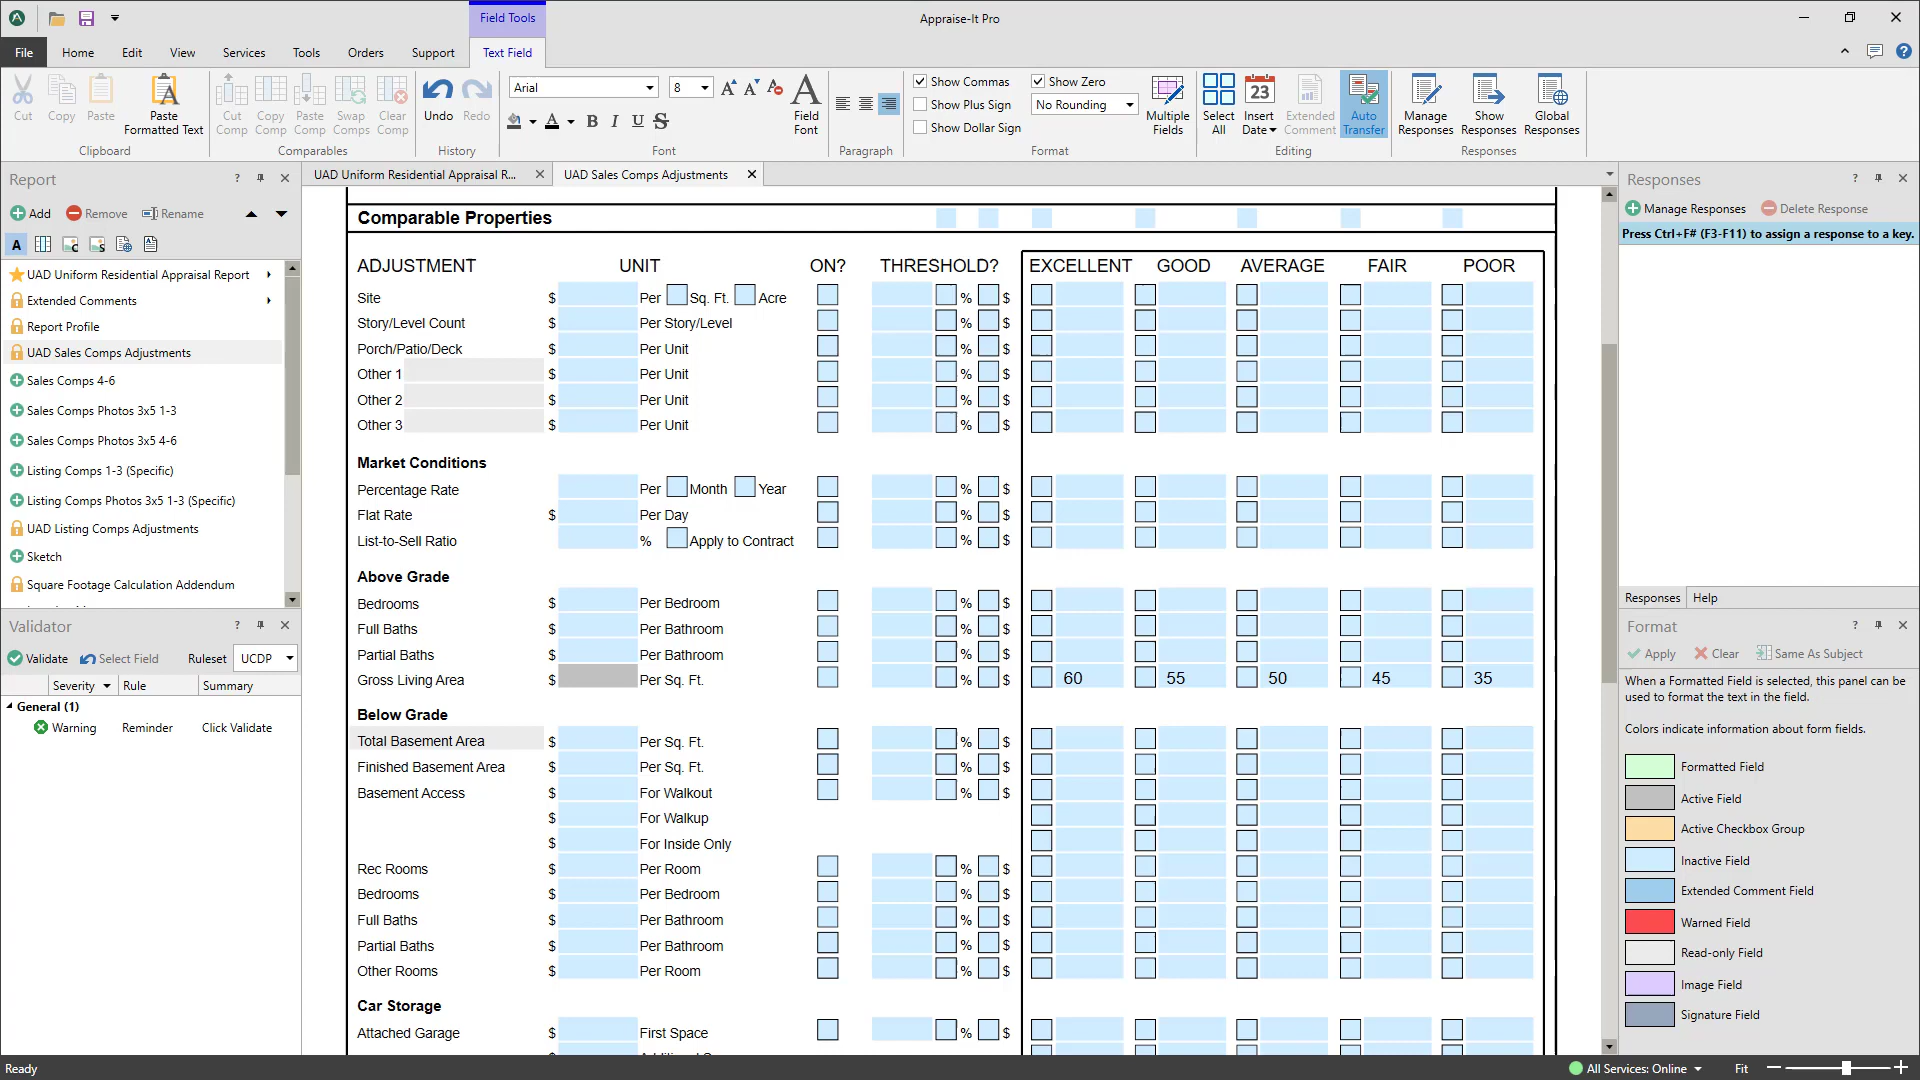 Field Tools
Appraise-It Pro
File Home Edit View Services Tools Orders Support Text Field
Cut Copy Paste Paste Formatted Text
Cut Comp Copy Comp Paste Comp Swap Comps Clear Comp
Undo Redo
Arial 8
B I U S
Field Font
Show Commas Show Zero
Show Plus Sign No Rounding
Show Dollar Sign
Multiple Fields
Select All 23 Insert Date Extended Comment Auto Transfer
Manage Responses Show Responses Global Responses
Clipboard Comparables History Font Paragraph Format Editing Responses
Report
Add Remove Rename
A
UAD Uniform Residential Appraisal Report
Extended Comments
Report Profile
UAD Sales Comps Adjustments
Sales Comps 4-6
Sales Comps Photos 3x5 1-3
Sales Comps Photos 3x5 4-6
Listing Comps 1-3 (Specific)
Listing Comps Photos 3x5 1-3 (Specific)
UAD Listing Comps Adjustments
Sketch
Square Footage Calculation Addendum
Validator
Validate Select Field Ruleset UCDP
Severity Rule Summary
General (1)
Warning Reminder Click Validate
UAD Uniform Residential Appraisal R... UAD Sales Comps Adjustments
Comparable Properties
ADJUSTMENT UNIT ON? THRESHOLD? EXCELLENT GOOD AVERAGE FAIR POOR
Site $ Per Sq. Ft. Acre % $
Story/Level Count $ Per Story/Level % $
Porch/Patio/Deck $ Per Unit % $
Other 1 $ Per Unit % $
Other 2 $ Per Unit % $
Other 3 $ Per Unit % $
Market Conditions
Percentage Rate Per Month Year % $
Flat Rate $ Per Day % $
List-to-Sell Ratio % Apply to Contract % $
Above Grade
Bedrooms $ Per Bedroom % $
Full Baths $ Per Bathroom % $
Partial Baths $ Per Bathroom % $
Gross Living Area $ Per Sq. Ft. % $ 60 55 50 45 35
Below Grade
Total Basement Area $ Per Sq. Ft. % $
Finished Basement Area $ Per Sq. Ft. % $
Basement Access $ For Walkout % $
$ For Walkup
$ For Inside Only
Rec Rooms $ Per Room % $
Bedrooms $ Per Bedroom % $
Full Baths $ Per Bathroom % $
Partial Baths $ Per Bathroom % $
Other Rooms $ Per Room % $
Car Storage
Attached Garage $ First Space % $
Responses
Manage Responses Delete Response
Press Ctrl+F# (F3-F11) to assign a response to a key.
Responses Help
Format
Apply Clear Same As Subject
When a Formatted Field is selected, this panel can be
used to format the text in the field.
Colors indicate information about form fields.
Formatted Field
Active Field
Active Checkbox Group
Inactive Field
Extended Comment Field
Warned Field
Read-only Field
Image Field
Signature Field
Ready
All Services: Online Fit